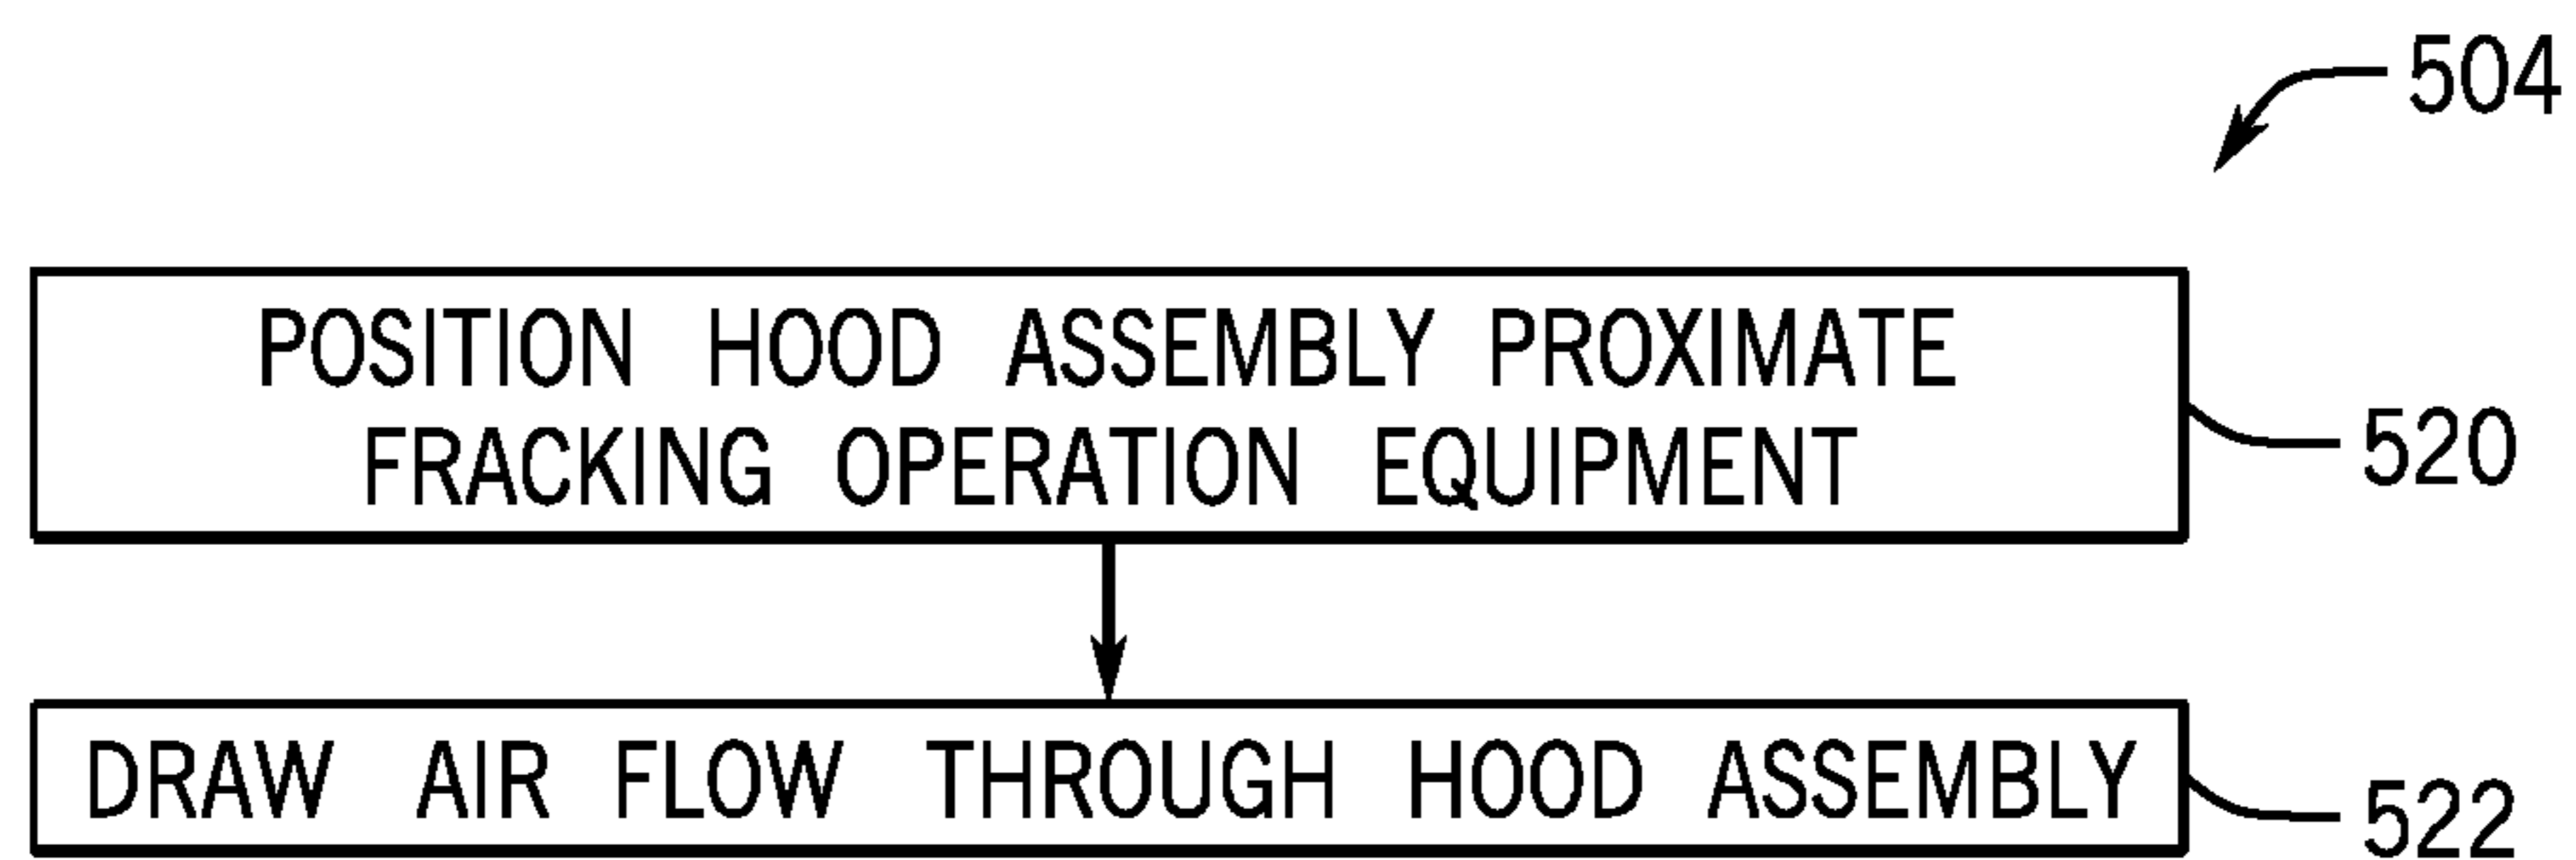 504
POSITION HOOD ASSEMBLY PROXIMATE
FRACKING OPERATION EQUIPMENT
520
DRAW AIR FLOW THROUGH HOOD ASSEMBLY
522